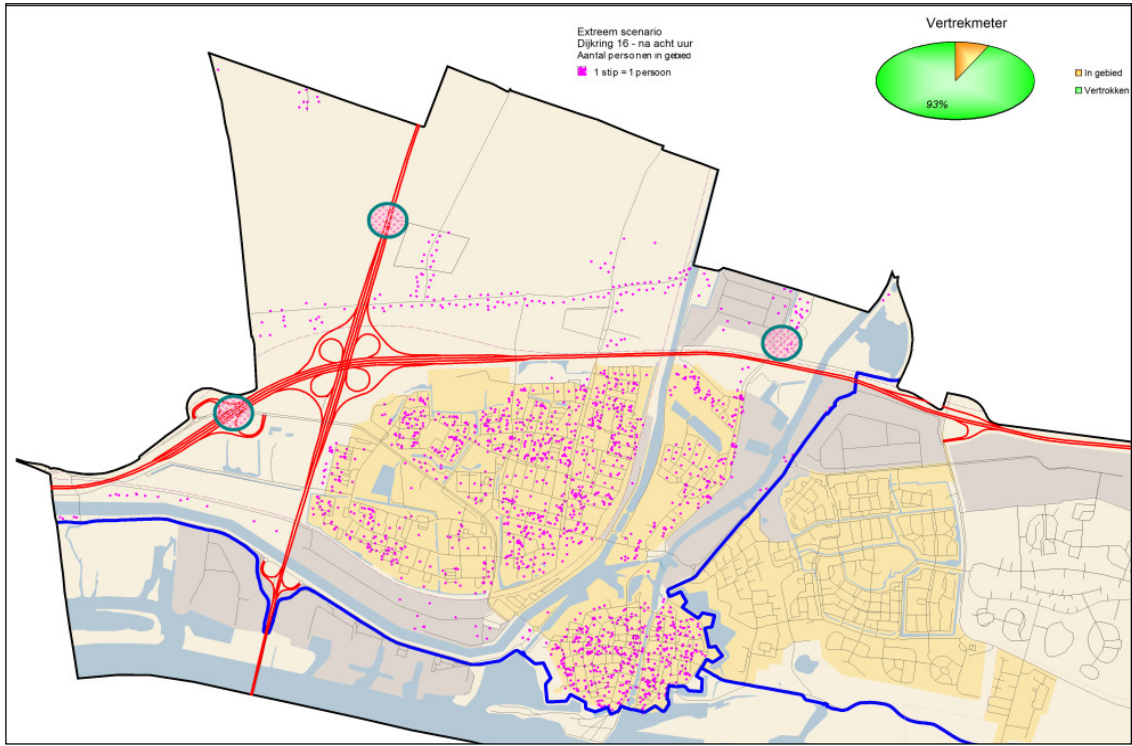 Extreem scenario
Dijkring 16 - na acht uur
Aantal personen in gebied
1 stip = 1 persoon
Vertrekmeter
In gebied
Vertrokken
93%